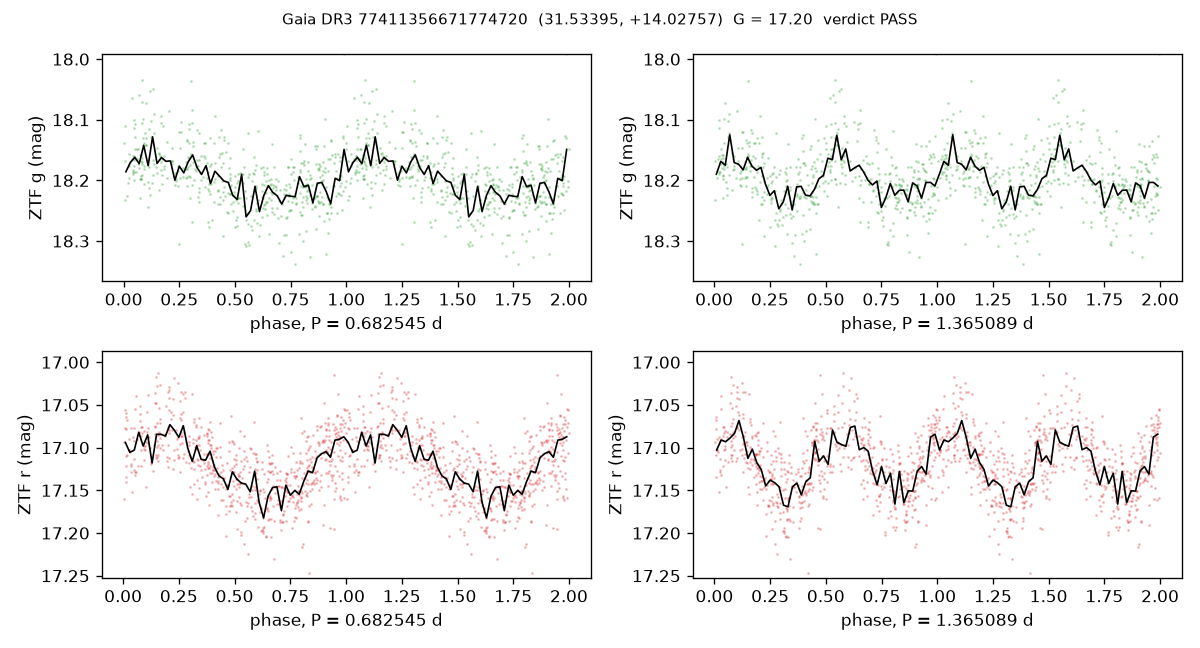 Gaia DR3 77411356671774720  (31.53395, +14.02757)  G = 17.20  verdict PASS
18.0
18.1
18.2
18.3
ZTF g (mag)
0.00 0.25 0.50 0.75 1.00 1.25 1.50 1.75 2.00
phase, P = 0.682545 d
18.0
18.1
18.2
18.3
ZTF g (mag)
0.00 0.25 0.50 0.75 1.00 1.25 1.50 1.75 2.00
phase, P = 1.365089 d
17.00
17.05
17.10
17.15
17.20
17.25
ZTF r (mag)
0.00 0.25 0.50 0.75 1.00 1.25 1.50 1.75 2.00
phase, P = 0.682545 d
17.00
17.05
17.10
17.15
17.20
17.25
ZTF r (mag)
0.00 0.25 0.50 0.75 1.00 1.25 1.50 1.75 2.00
phase, P = 1.365089 d